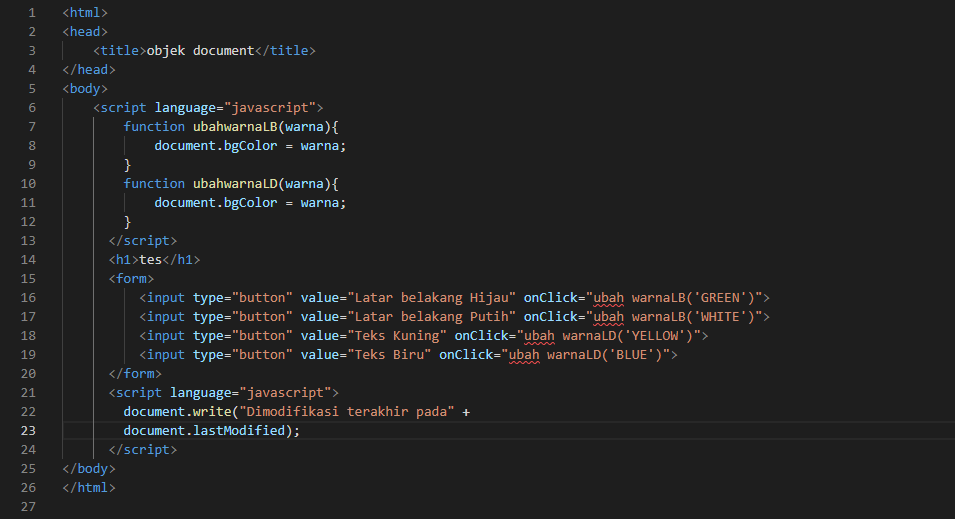 1 <html>
2 <head>
3 <title>objek document</title>
4 </head>
5 <body>
6 <script language="javascript">
7 function ubahwarnaLB(warna){
8 document.bgColor = warna;
9 }
10 function ubahwarnaLD(warna){
11 document.bgColor = warna;
12 }
13 </script>
14 <h1>tes</h1>
15 <form>
16 <input type="button" value="Latar belakang Hijau" onClick="ubah warnaLB('GREEN')">
17 <input type="button" value="Latar belakang Putih" onClick="ubah warnaLB('WHITE')">
18 <input type="button" value="Teks Kuning" onClick="ubah warnaLD('YELLOW')">
19 <input type="button" value="Teks Biru" onClick="ubah warnaLD('BLUE')">
20 </form>
21 <script language="javascript">
22 document.write("Dimodifikasi terakhir pada" +
23 document.lastModified);
24 </script>
25 </body>
26 </html>
27